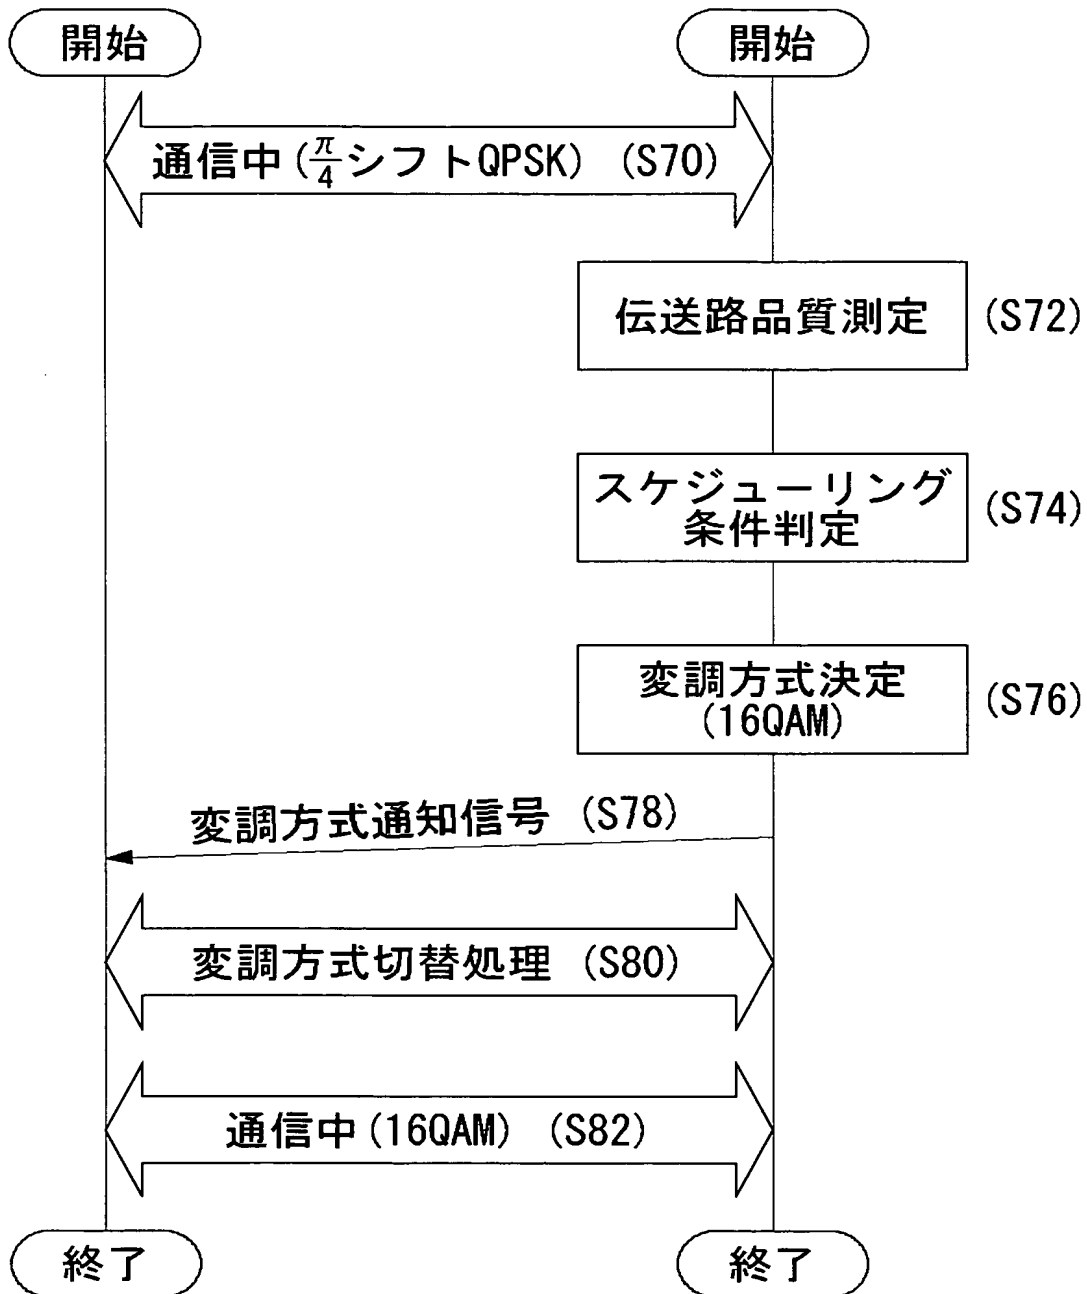 開始
開始
通信中(π/4シフトQPSK) (S70)
伝送路品質測定
(S72)
スケジューリング
条件判定
(S74)
変調方式決定
(16QAM)
(S76)
変調方式通知信号 (S78)
変調方式切替処理 (S80)
通信中(16QAM) (S82)
終了
終了